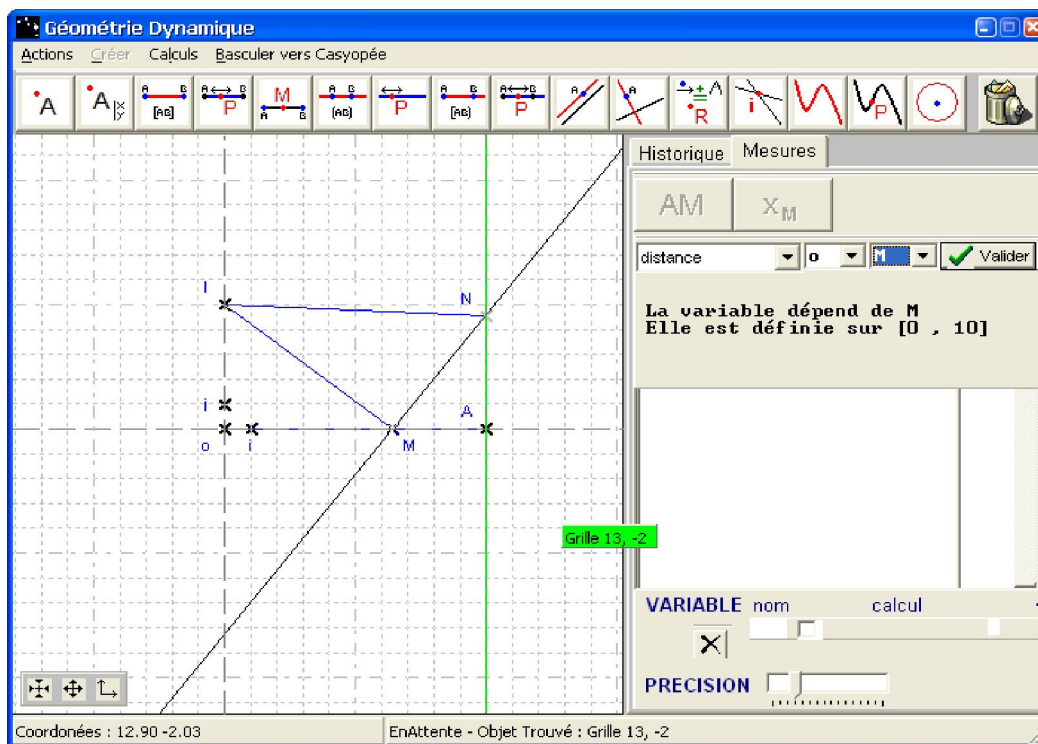 Géométrie Dynamique
Actions Créer Calculs Basculer vers Casyopée
A A x y A B [AB] A B P M A B A B (AB) P A B [AB] A B P A A + = Λ R i P
Historique Mesures
AM xM
distance o M Valider
La variable dépend de M
Elle est définie sur [0 , 10]
I N
i A
o i M
Grille 13, -2
VARIABLE nom calcul
PRECISION
Coordonées : 12.90 -2.03 EnAttente - Objet Trouvé : Grille 13, -2